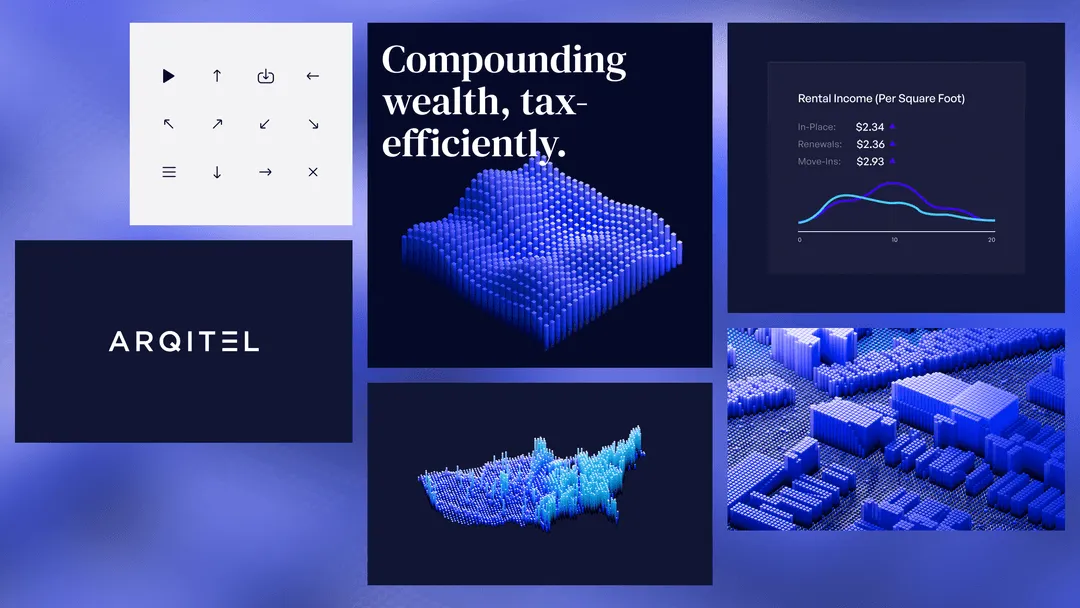 Compounding
wealth, tax-
efficiently.
Rental Income (Per Square Foot)
In-Place: $2.34
Renewals: $2.36
Move-Ins: $2.93
0 10 20
ARQITEL